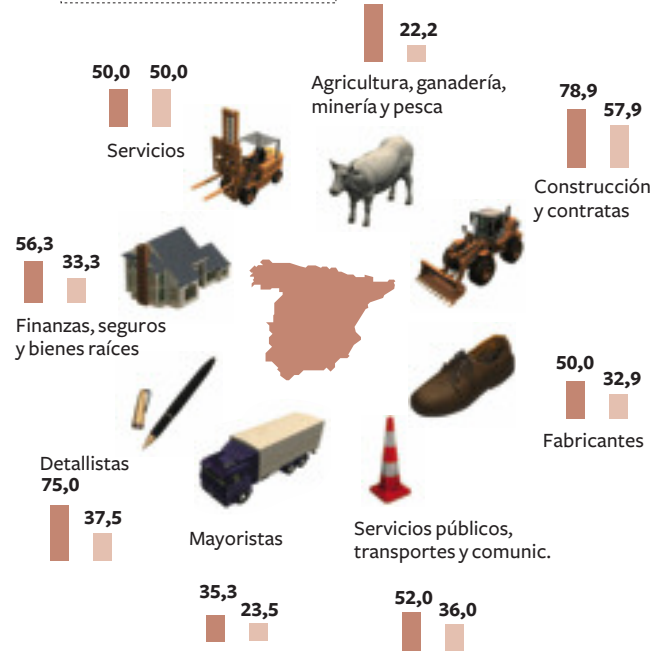 22,2
Agricultura, ganadería,
minería y pesca
50,0 50,0
Servicios
78,9
57,9
Construcción
y contratas
56,3
33,3
Finanzas, seguros
y bienes raíces
50,0
32,9
Fabricantes
Detallistas
75,0
37,5
Mayoristas
35,3
23,5
Servicios públicos,
transportes y comunic.
52,0
36,0